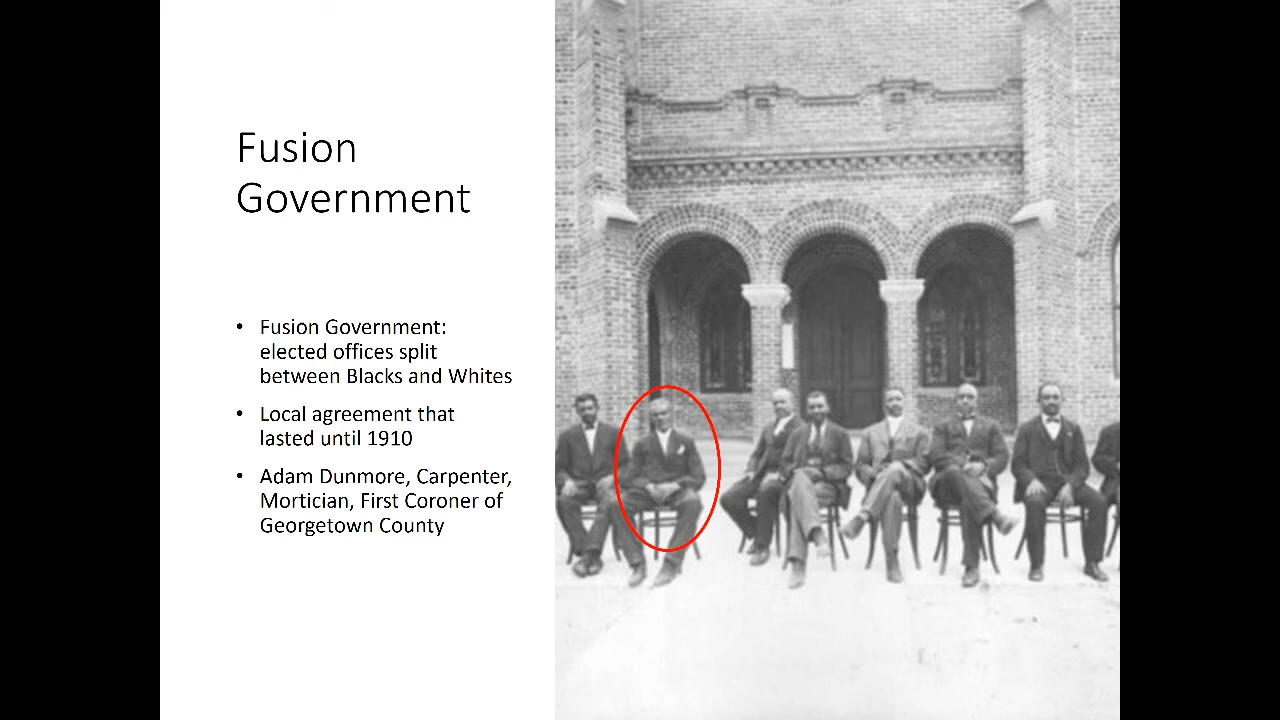 Fusion
Government
• Fusion Government:
elected offices split
between Blacks and Whites
• Local agreement that
lasted until 1910
• Adam Dunmore, Carpenter,
Mortician, First Coroner of
Georgetown County